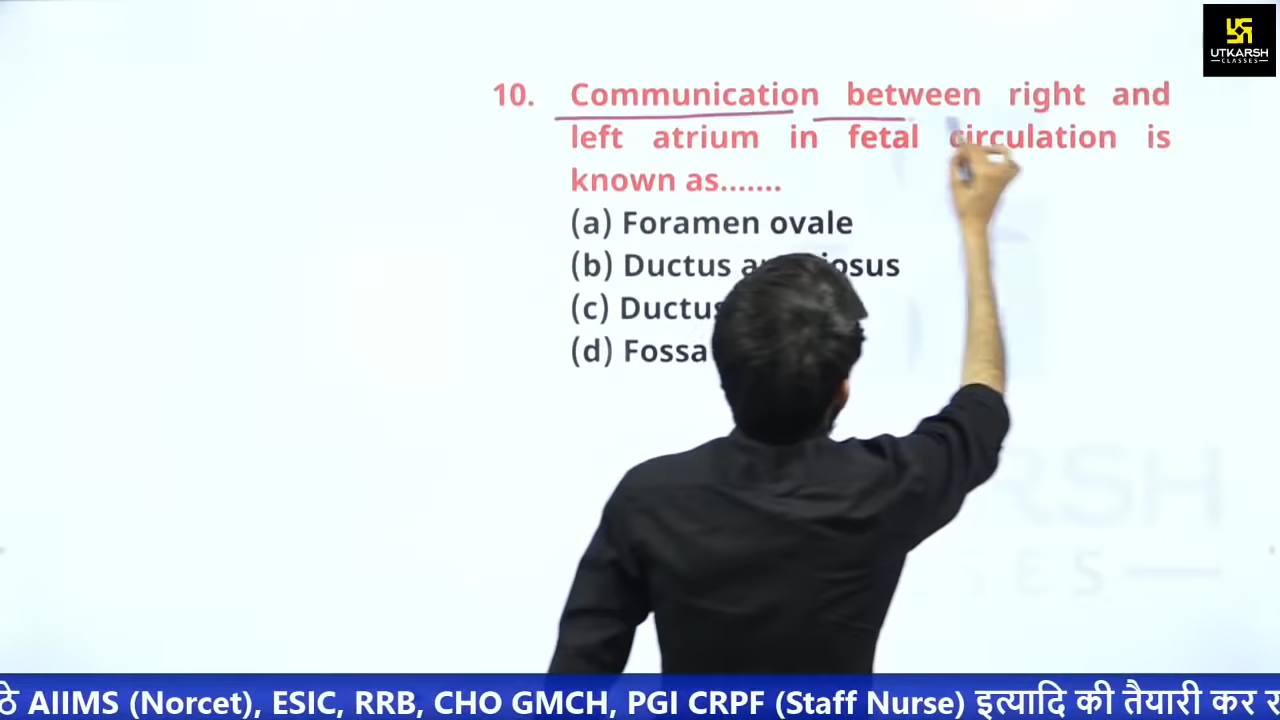 UTKARSH
CLASSES
10. Communication between right and
left atrium in fetal circulation is
known as.......
(a) Foramen ovale
(b) Ductus
(c) Ductus
(d) Fossa
RSH
AIIMS (Norcet), ESIC, RRB, CHO GMCH, PGI CRPF (Staff Nurse) इत्यादि की तैयारी कर